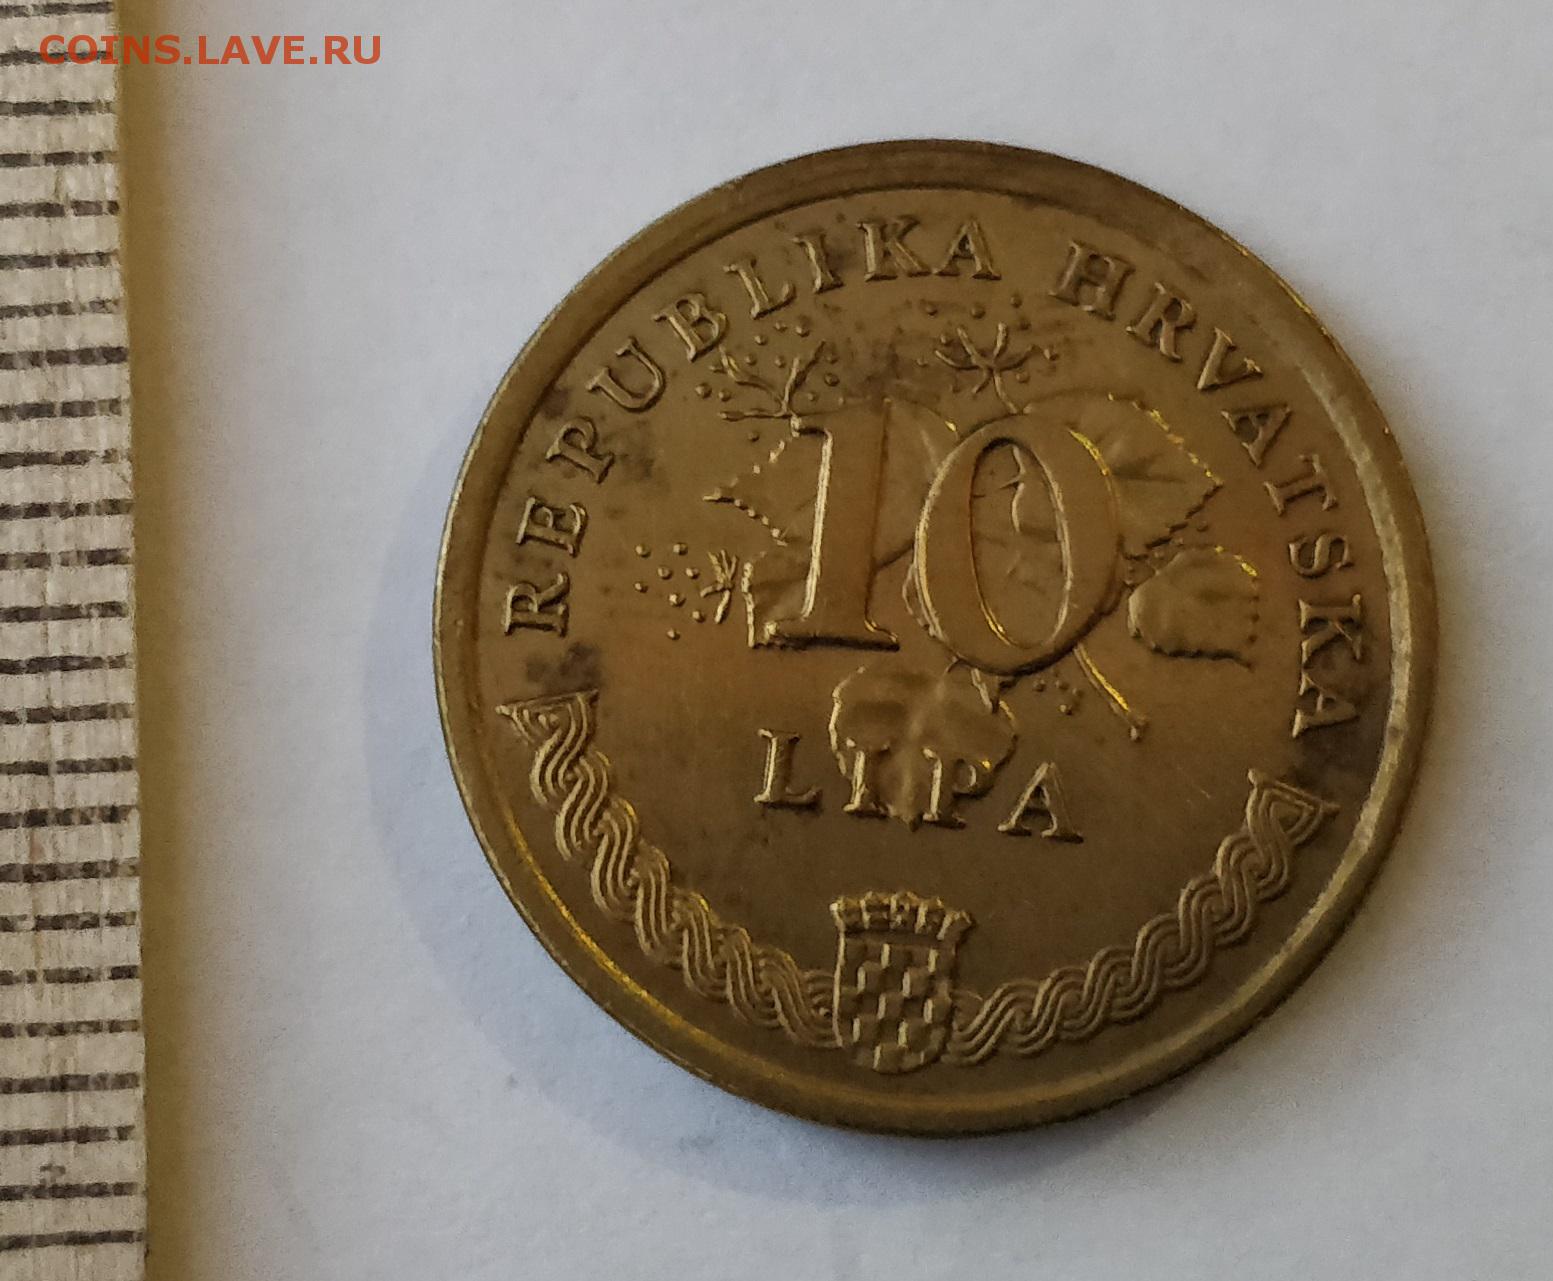 COINS.LAVE.RU
REPUBLIKA HRVATSKA
10
LIPA